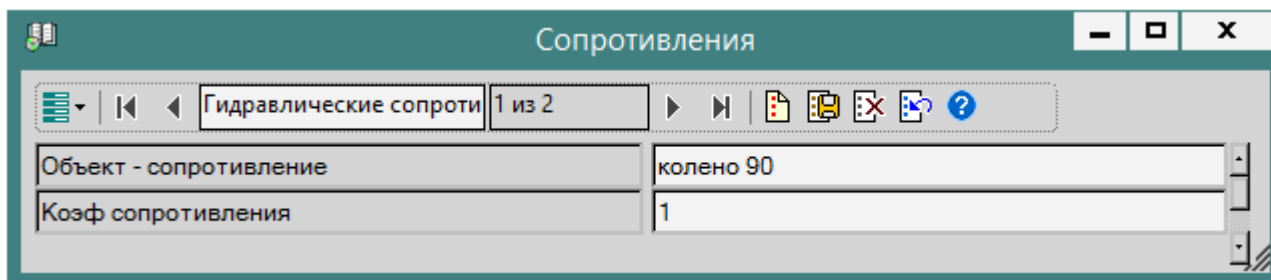 Сопротивления
Гидравлические сопроти 1 из 2
Объект - сопротивление колено 90
Коэф сопротивления 1